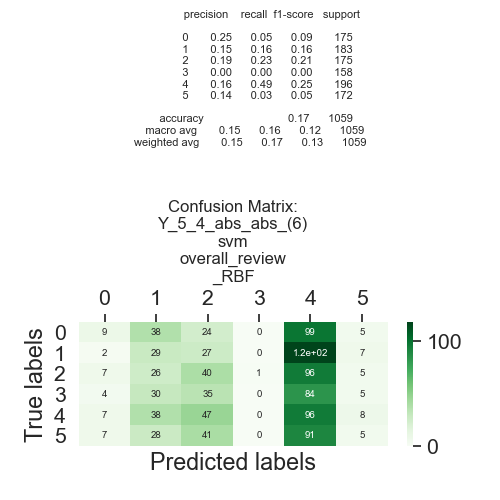 precision recall f1-score support
0 0.25 0.05 0.09 175
1 0.15 0.16 0.16 183
2 0.19 0.23 0.21 175
3 0.00 0.00 0.00 158
4 0.16 0.49 0.25 196
5 0.14 0.03 0.05 172
accuracy 0.17 1059
macro avg 0.15 0.16 0.12 1059
weighted avg 0.15 0.17 0.13 1059
Confusion Matrix:
Y_5_4_abs_abs_(6)
svm
overall_review
_RBF
0 1 2 3 4 5
0 9 38 24 0 99 5
1 2 29 27 0 1.2e+02 7
2 7 26 40 1 96 5
3 4 30 35 0 84 5
4 7 38 47 0 96 8
5 7 28 41 0 91 5
True labels
Predicted labels
100
0